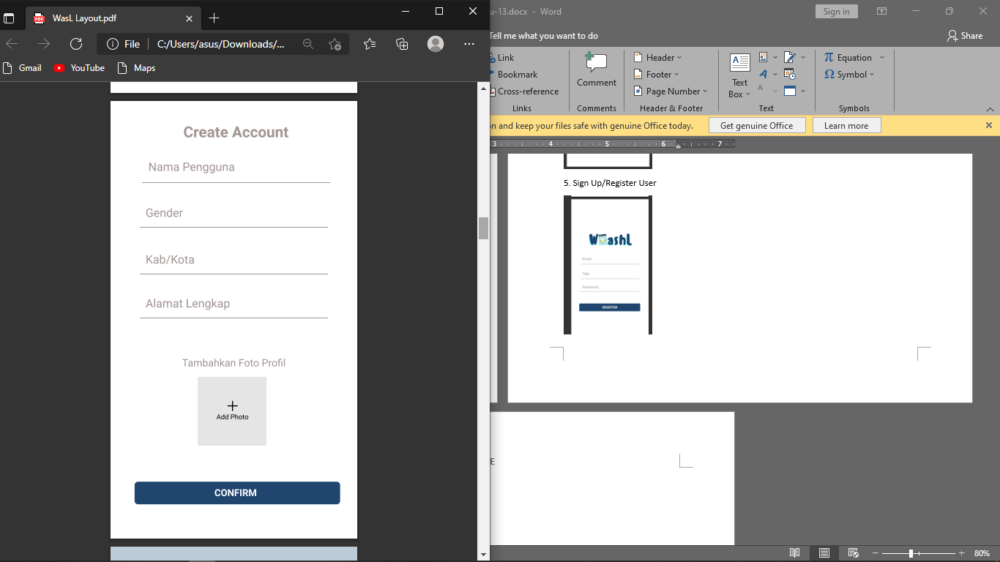 WasL Layout.pdf
File
C:/Users/asus/Downloads/...
Gmail
YouTube
Maps
Create Account
Nama Pengguna
Gender
Kab/Kota
Alamat Lengkap
Tambahkan Foto Profil
Add Photo
CONFIRM
u-13.docx - Word
Sign in
Tell me what you want to do
Share
Link
Bookmark
Cross-reference
Links
Comment
Comments
Header
Footer
Page Number
Header & Footer
Text
Box
Text
Equation
Symbol
Symbols
on and keep your files safe with genuine Office today.
Get genuine Office
Learn more
3 4 5 6 7
5. Sign Up/Register User
WashL
Email
Telp
Password
REGISTER
E
80%